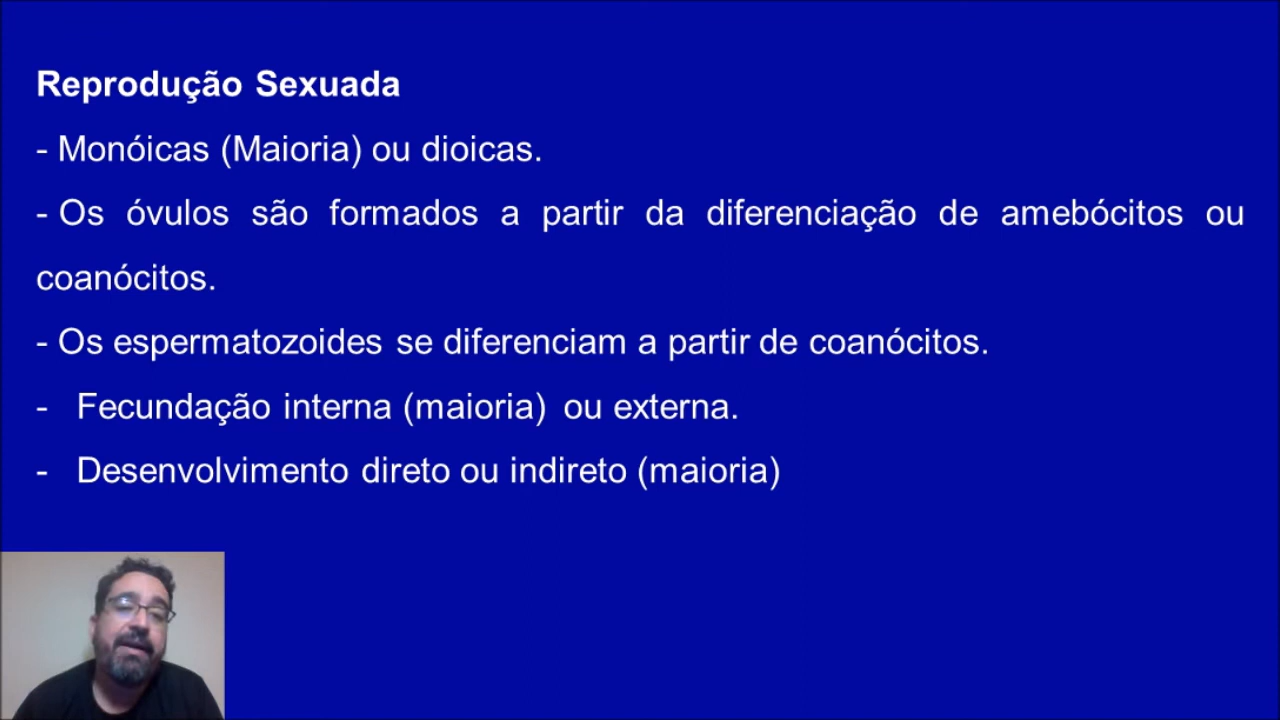 Reprodução Sexuada
- Monóicas (Maioria) ou dioicas.
- Os óvulos são formados a partir da diferenciação de amebócitos ou
coanócitos.
- Os espermatozoides se diferenciam a partir de coanócitos.
- Fecundação interna (maioria) ou externa.
- Desenvolvimento direto ou indireto (maioria)